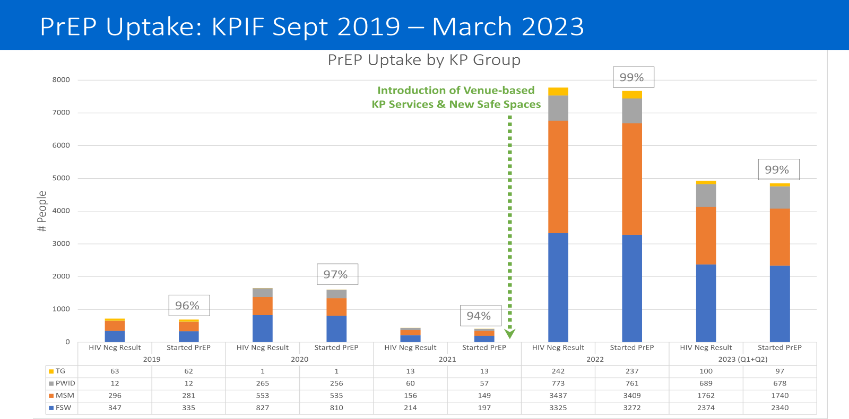 PrEP Uptake: KPIF Sept 2019 – March 2023
PrEP Uptake by KP Group
Introduction of Venue-based
KP Services & New Safe Spaces
# People
8000
7000
6000
5000
4000
3000
2000
1000
0
96%
97%
94%
99%
99%
HIV Neg Result Started PrEP HIV Neg Result Started PrEP HIV Neg Result Started PrEP HIV Neg Result Started PrEP HIV Neg Result Started PrEP
2019 2020 2021 2022 2023 (Q1+Q2)
TG 63 62 1 1 13 13 242 237 100 97
PWID 12 12 265 256 60 57 773 761 689 678
MSM 296 281 553 535 156 149 3437 3409 1762 1740
FSW 347 335 827 810 214 197 3325 3272 2374 2340